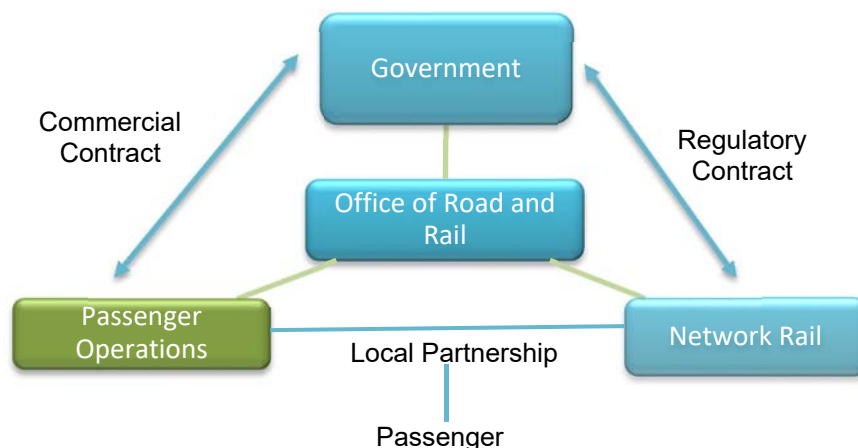 Government
Commercial
Contract
Regulatory
Contract
Office of Road and
Rail
Passenger
Operations
Network Rail
Local Partnership
Passenger